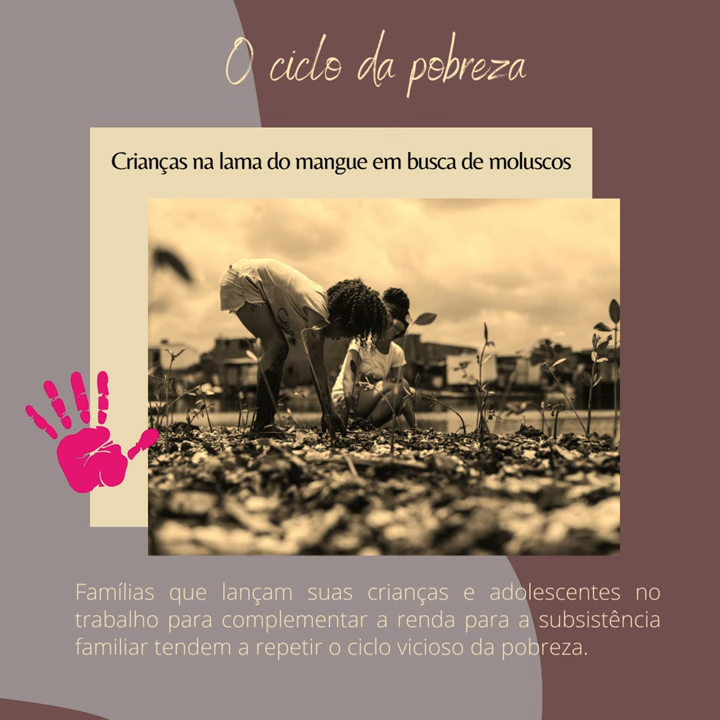 O ciclo da pobreza
Crianças na lama do mangue em busca de moluscos
Famílias que lançam suas crianças e adolescentes no
trabalho para complementar a renda para a subsistência
familiar tendem a repetir o ciclo vicioso da pobreza.